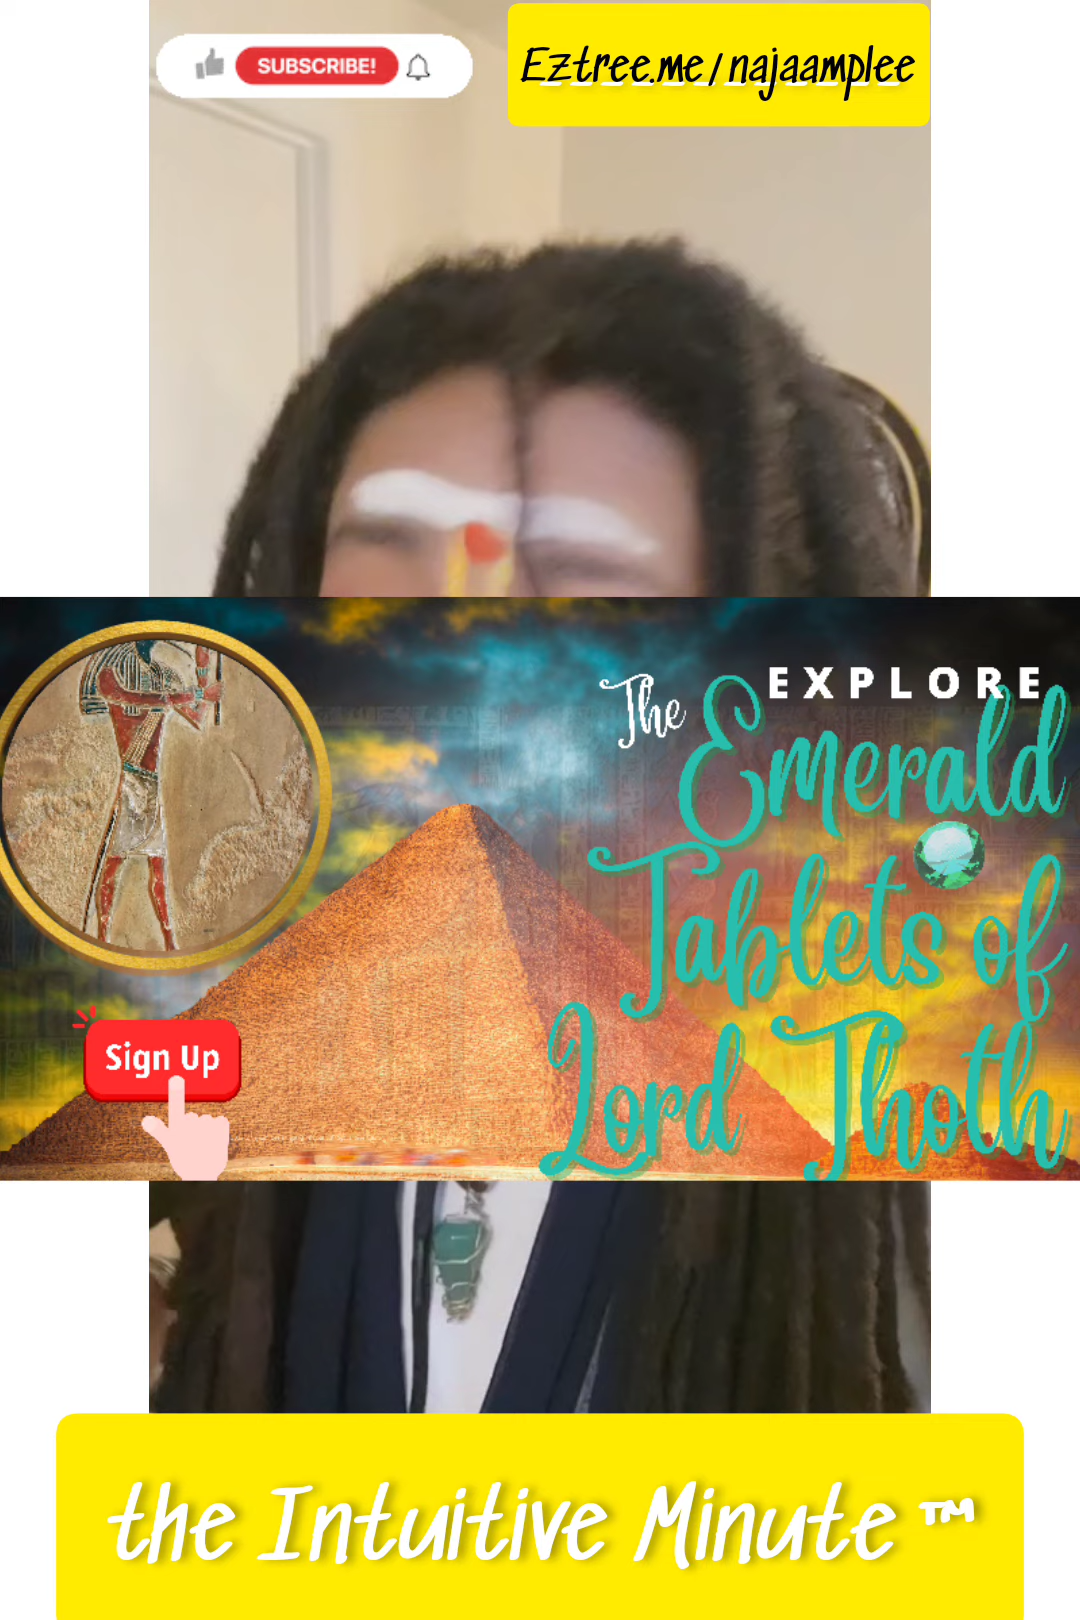 SUBSCRIBE!
Eztree.me/najaamplee
EXPLORE
The Emerald
Tablets of
Lord Thoth
Sign Up
the Intuitive Minute™